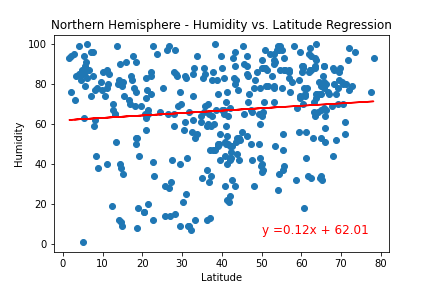 Northern Hemisphere - Humidity vs. Latitude Regression
100
80
60
40
20
0
Humidity
y =0.12x + 62.01
0 10 20 30 40 50 60 70 80
Latitude